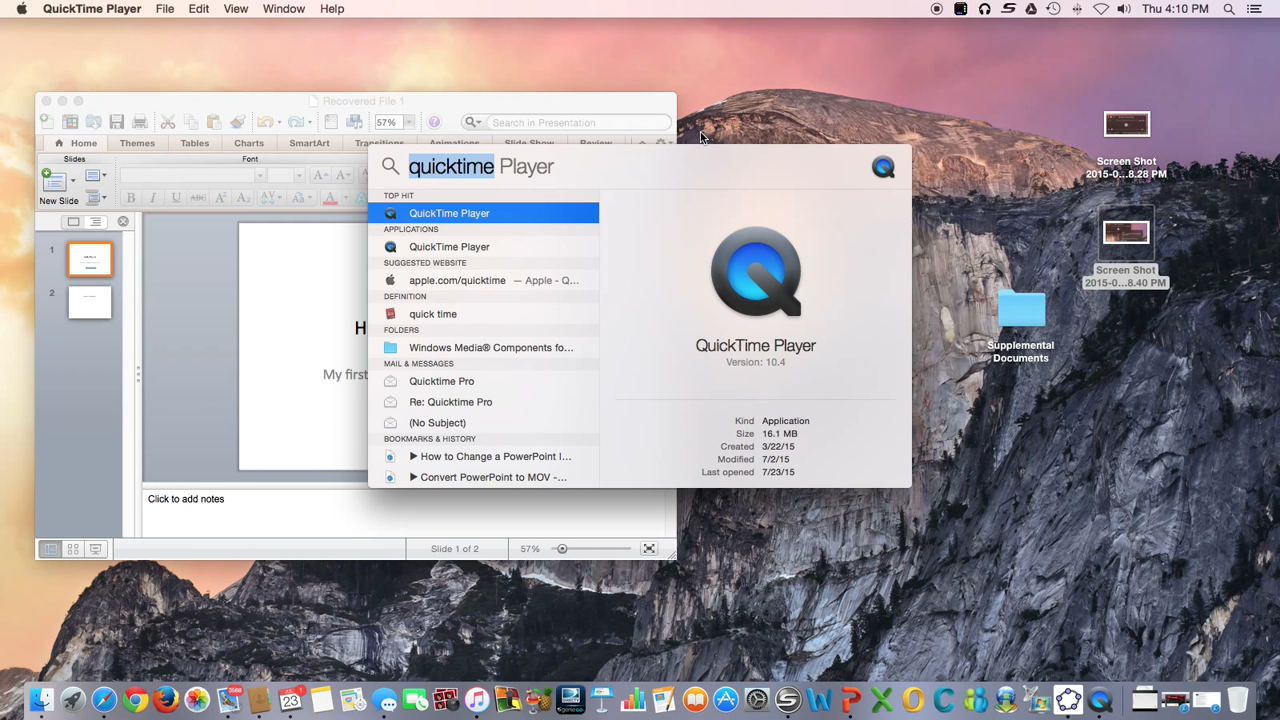 QuickTime Player File Edit View Window Help
Thu 4:10 PM
Recovered File 1
57%
Search in Presentation
Home Themes Tables Charts SmartArt Transitions Animations Slide Show Review
Slides
Font
New Slide
1
2
My first
Click to add notes
Slide 1 of 2
57%
quicktime Player
TOP HIT
QuickTime Player
APPLICATIONS
QuickTime Player
SUGGESTED WEBSITE
apple.com/quicktime — Apple - Q...
DEFINITION
quick time
FOLDERS
Windows Media® Components fo...
MAIL & MESSAGES
Quicktime Pro
Re: Quicktime Pro
(No Subject)
BOOKMARKS & HISTORY
▶ How to Change a PowerPoint I...
▶ Convert PowerPoint to MOV -...
QuickTime Player
Version: 10.4
Kind Application
Size 16.1 MB
Created 3/22/15
Modified 7/2/15
Last opened 7/23/15
Screen Shot
2015-0...8.28 PM
Screen Shot
2015-0...8.40 PM
Supplemental
Documents